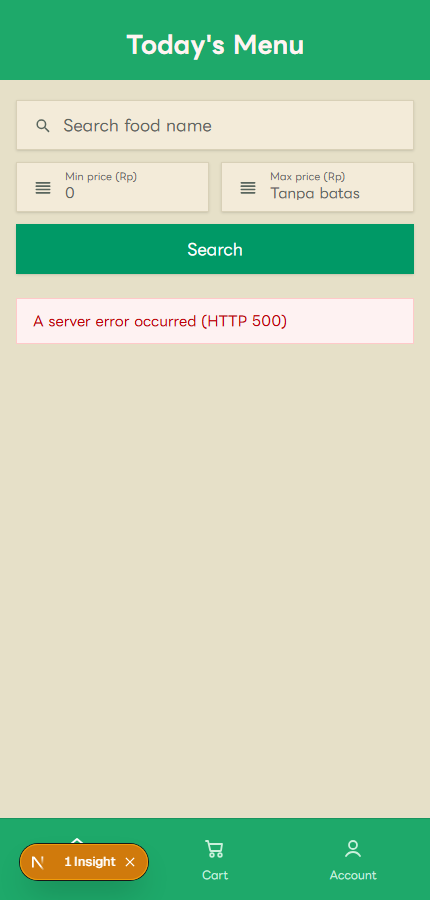 Today's Menu
Search food name
Min price (Rp)
0
Max price (Rp)
Tanpa batas
Search
A server error occurred (HTTP 500)
1 Insight
Cart
Account